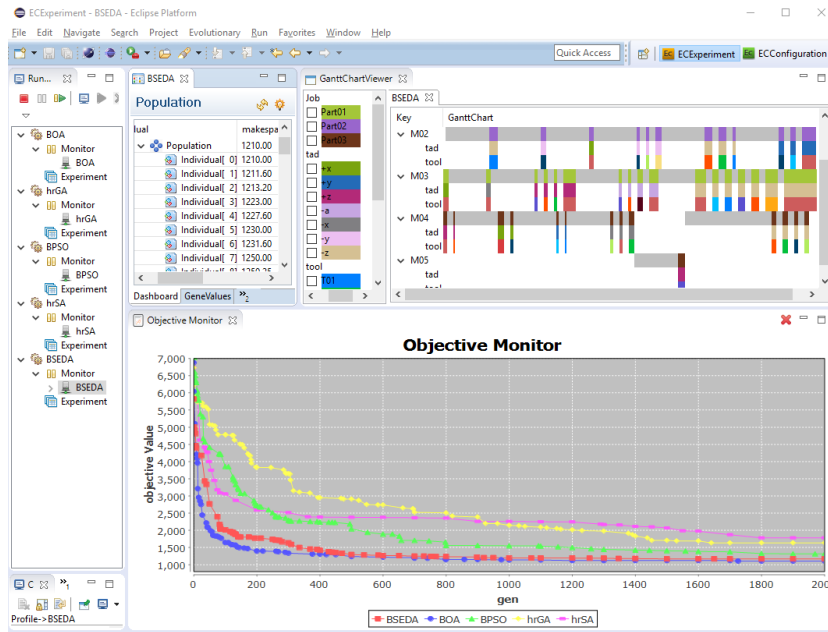 ECExperiment - BSEDA - Eclipse Platform
File Edit Navigate Search Project Evolutionary Run Favorites Window Help
Quick Access
ECExperiment
ECConfiguration
Run...
BOA
Monitor
BOA
Experiment
hrGA
Monitor
hrGA
Experiment
BPSO
Monitor
BPSO
Experiment
hrSA
Monitor
hrSA
Experiment
BSEDA
Monitor
BSEDA
Experiment
C
Profile->BSEDA
BSEDA
Population
lual makespa
Population 1210.00
Individual[ 0] 1210.00
Individual[ 1] 1211.60
Individual[ 2] 1213.20
Individual[ 3] 1223.00
Individual[ 4] 1227.60
Individual[ 5] 1230.00
Individual[ 6] 1231.60
Individual[ 7] 1250.00
Dashboard GeneValues »2
GanttChartViewer
Job
Part01
Part02
Part03
tad
+x
+y
+z
-a
-x
-y
-z
tool
T01
BSEDA
Key GanttChart
M02
tad
tool
M03
tad
tool
M04
tad
tool
M05
tad
Objective Monitor
Objective Monitor
objective Value
7,000
6,500
6,000
5,500
5,000
4,500
4,000
3,500
3,000
2,500
2,000
1,500
1,000
0 200 400 600 800 1000 1200 1400 1600 1800 2000
gen
BSEDA BOA BPSO hrGA hrSA